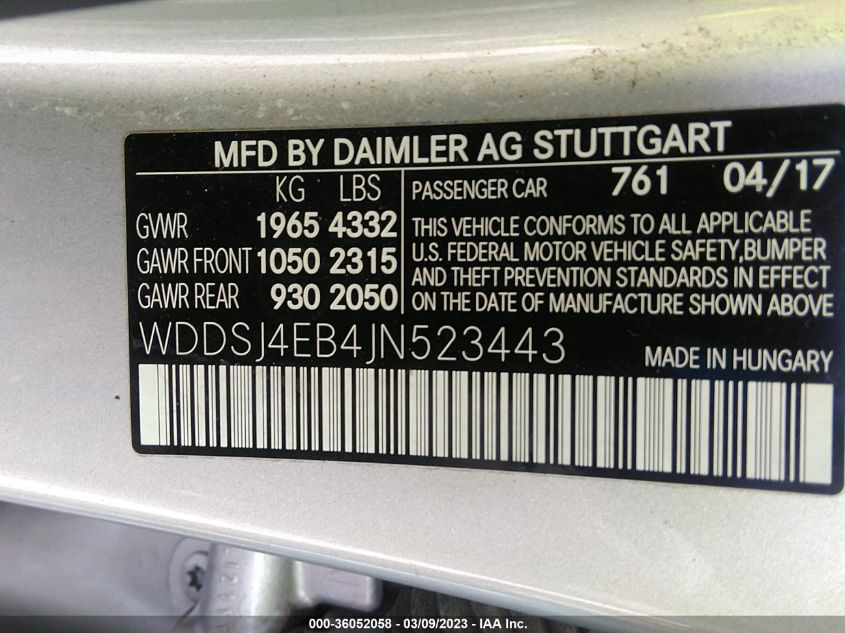 MFD BY DAIMLER AG STUTTGART
KG LBS
GVWR 1965 4332
GAWR FRONT 1050 2315
GAWR REAR 930 2050
PASSENGER CAR 761 04/17
THIS VEHICLE CONFORMS TO ALL APPLICABLE
U.S. FEDERAL MOTOR VEHICLE SAFETY,BUMPER
AND THEFT PREVENTION STANDARDS IN EFFECT
ON THE DATE OF MANUFACTURE SHOWN ABOVE
WDDSJ4EB4JN523443 MADE IN HUNGARY
000-36052058 - 03/09/2023 - IAA Inc.